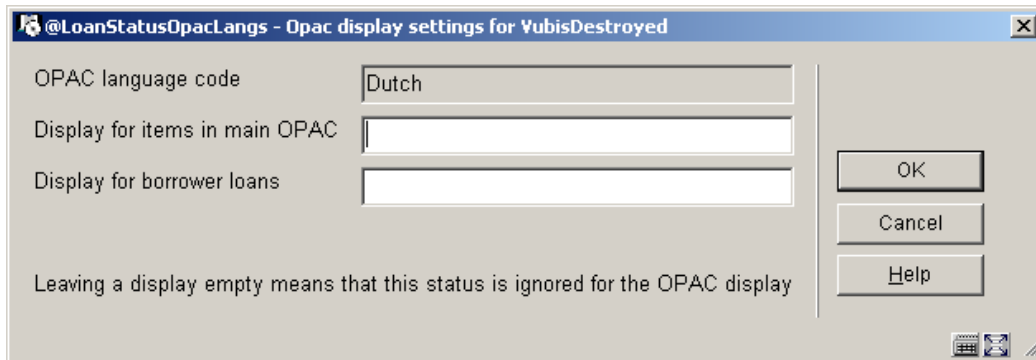 @LoanStatusOpacLangs - Opac display settings for VubisDestroyed
OPAC language code
Dutch
Display for items in main OPAC
Display for borrower loans
OK
Cancel
Help
Leaving a display empty means that this status is ignored for the OPAC display